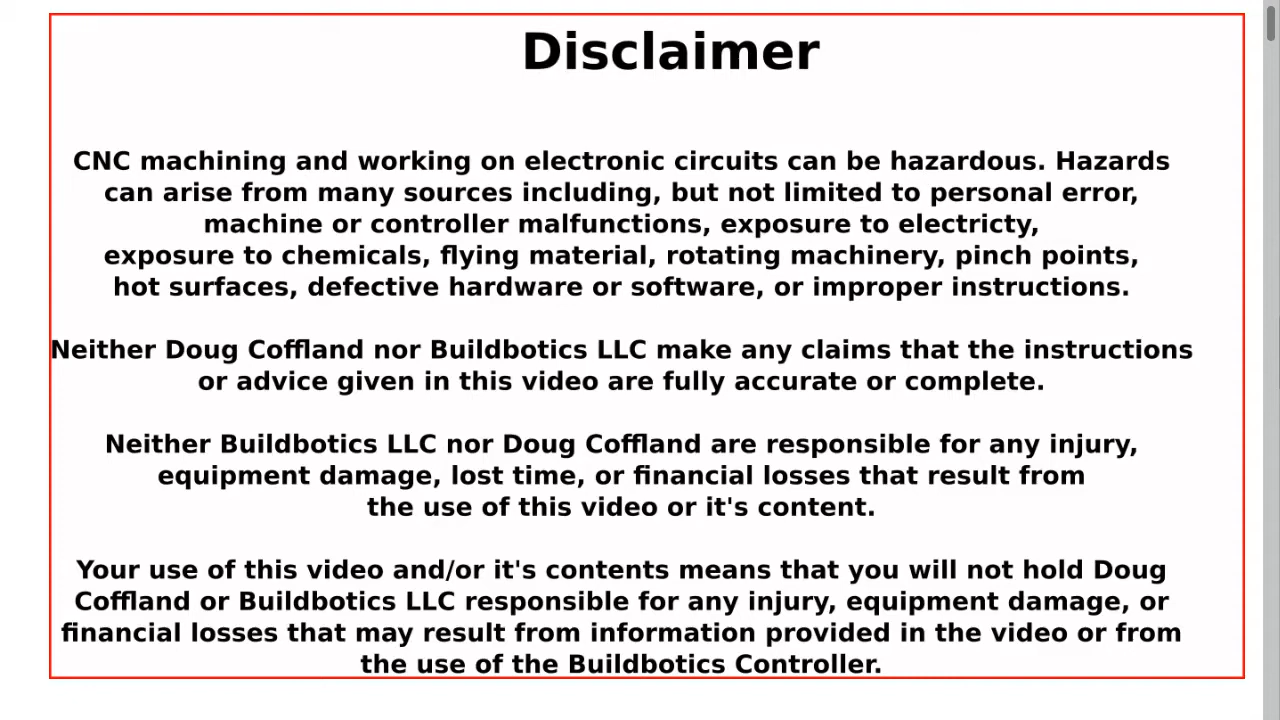 Disclaimer
CNC machining and working on electronic circuits can be hazardous. Hazards
can arise from many sources including, but not limited to personal error,
machine or controller malfunctions, exposure to electricty,
exposure to chemicals, flying material, rotating machinery, pinch points,
hot surfaces, defective hardware or software, or improper instructions.
Neither Doug Coffland nor Buildbotics LLC make any claims that the instructions
or advice given in this video are fully accurate or complete.
Neither Buildbotics LLC nor Doug Coffland are responsible for any injury,
equipment damage, lost time, or financial losses that result from
the use of this video or it's content.
Your use of this video and/or it's contents means that you will not hold Doug
Coffland or Buildbotics LLC responsible for any injury, equipment damage, or
financial losses that may result from information provided in the video or from
the use of the Buildbotics Controller.